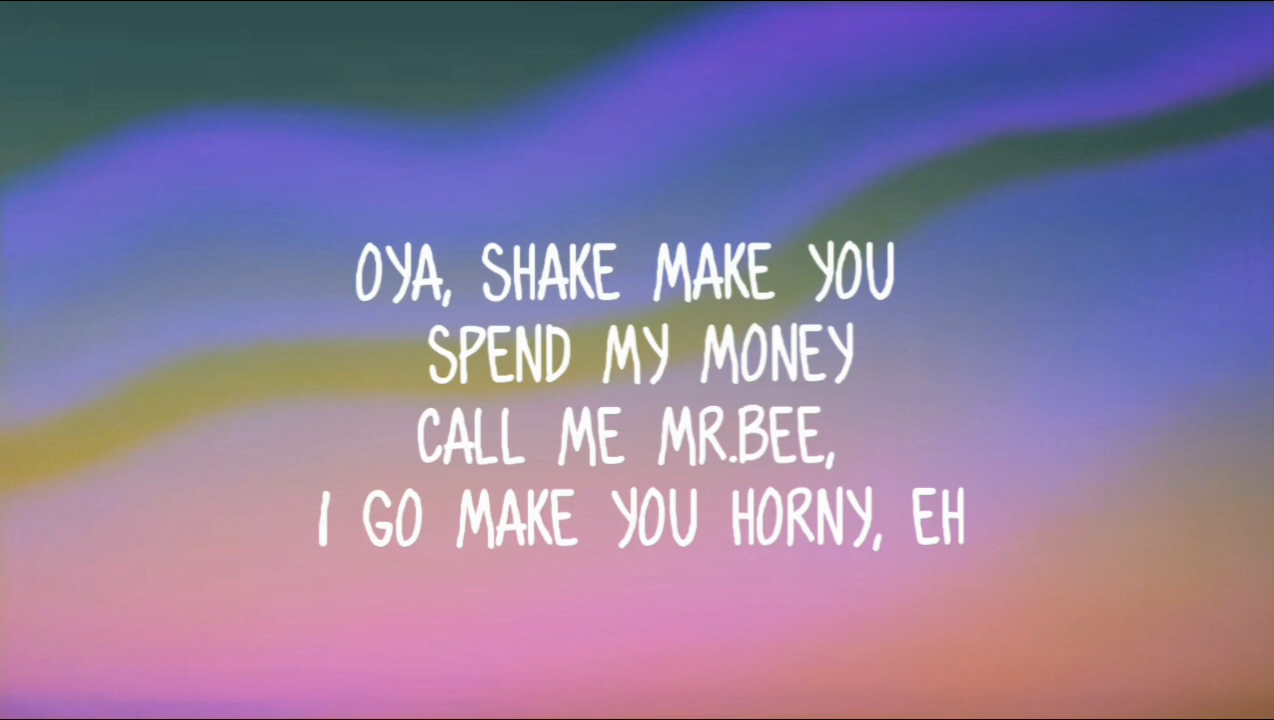 OYA, SHAKE MAKE YOU
SPEND MY MONEY
CALL ME MR.BEE,
I GO MAKE YOU HORNY, EH